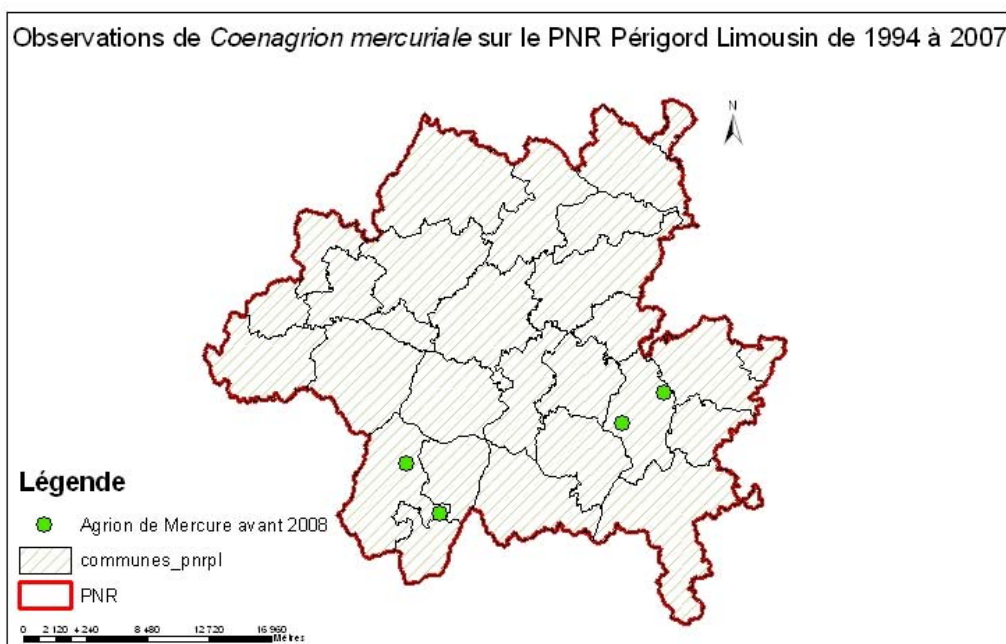 Observations de Coenagrion mercuriale sur le PNR Périgord Limousin de 1994 à 2007
N
Légende
Agrion de Mercure avant 2008
communes_pnrpl
PNR
0 2 120 4 240 8 480 12 720 16 960
Mètres